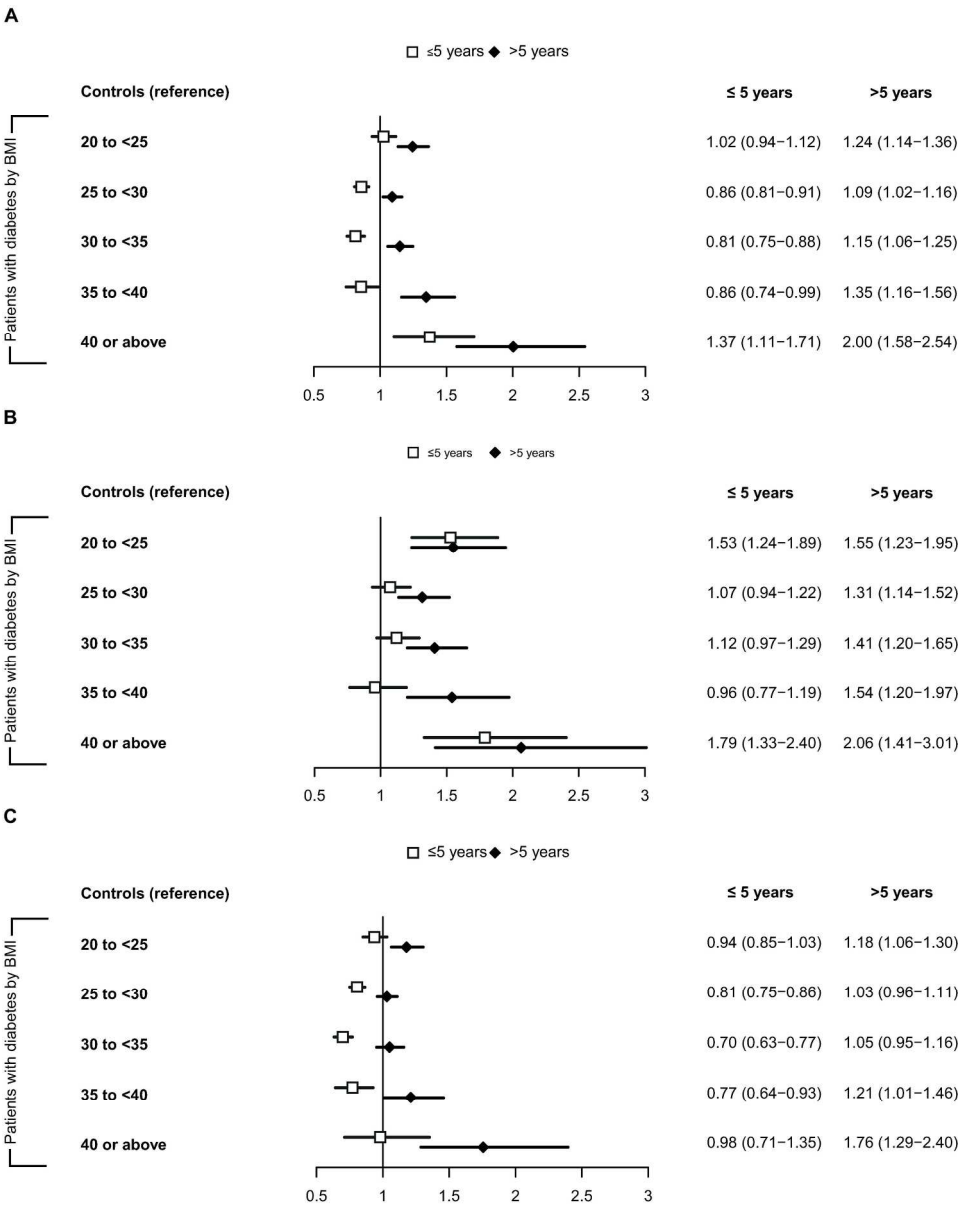 A
≤5 years >5 years
Controls (reference) ≤ 5 years >5 years
Patients with diabetes by BMI
20 to <25 1.02 (0.94−1.12) 1.24 (1.14−1.36)
25 to <30 0.86 (0.81−0.91) 1.09 (1.02−1.16)
30 to <35 0.81 (0.75−0.88) 1.15 (1.06−1.25)
35 to <40 0.86 (0.74−0.99) 1.35 (1.16−1.56)
40 or above 1.37 (1.11−1.71) 2.00 (1.58−2.54)
0.5 1 1.5 2 2.5 3
B
≤5 years >5 years
Controls (reference) ≤ 5 years >5 years
Patients with diabetes by BMI
20 to <25 1.53 (1.24−1.89) 1.55 (1.23−1.95)
25 to <30 1.07 (0.94−1.22) 1.31 (1.14−1.52)
30 to <35 1.12 (0.97−1.29) 1.41 (1.20−1.65)
35 to <40 0.96 (0.77−1.19) 1.54 (1.20−1.97)
40 or above 1.79 (1.33−2.40) 2.06 (1.41−3.01)
0.5 1 1.5 2 2.5 3
C
≤5 years >5 years
Controls (reference) ≤ 5 years >5 years
Patients with diabetes by BMI
20 to <25 0.94 (0.85−1.03) 1.18 (1.06−1.30)
25 to <30 0.81 (0.75−0.86) 1.03 (0.96−1.11)
30 to <35 0.70 (0.63−0.77) 1.05 (0.95−1.16)
35 to <40 0.77 (0.64−0.93) 1.21 (1.01−1.46)
40 or above 0.98 (0.71−1.35) 1.76 (1.29−2.40)
0.5 1 1.5 2 2.5 3